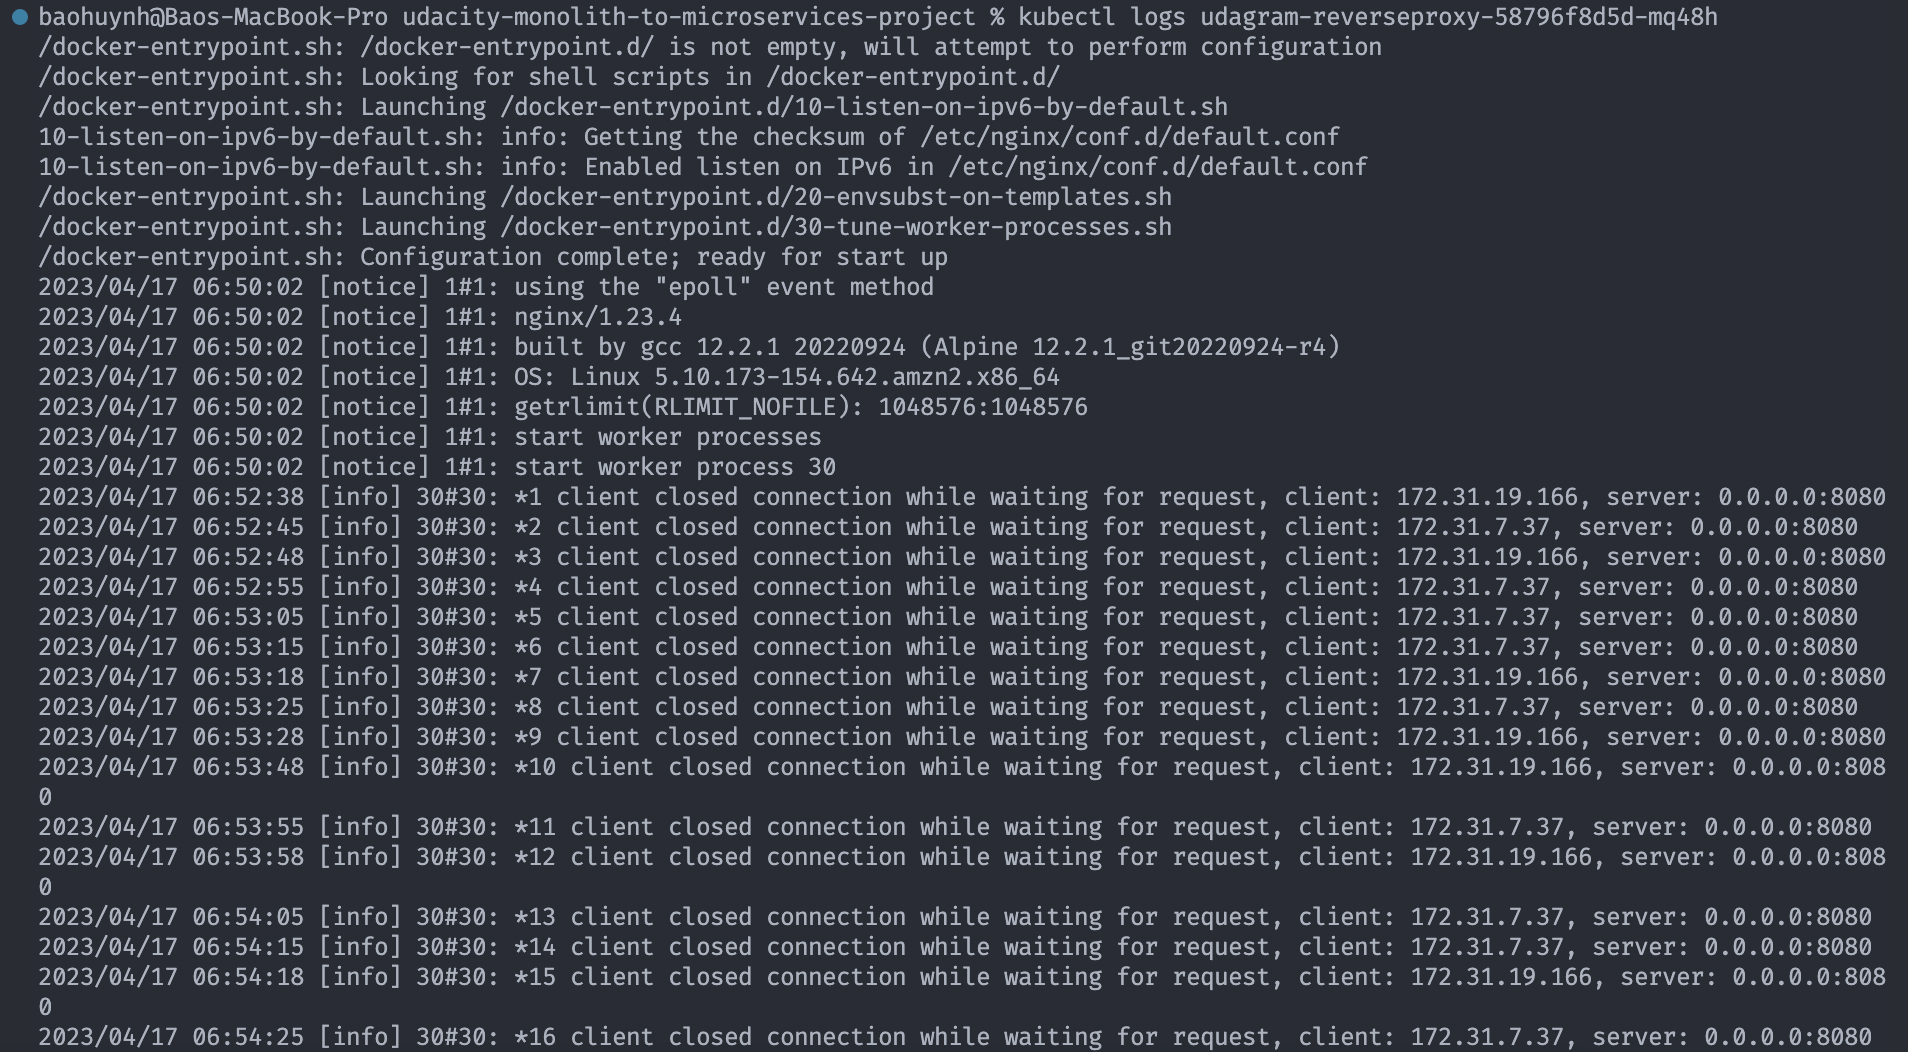 baohuynh@Baos-MacBook-Pro udacity-monolith-to-microservices-project % kubectl logs udagram-reverseproxy-58796f8d5d-mq48h
/docker-entrypoint.sh: /docker-entrypoint.d/ is not empty, will attempt to perform configuration
/docker-entrypoint.sh: Looking for shell scripts in /docker-entrypoint.d/
/docker-entrypoint.sh: Launching /docker-entrypoint.d/10-listen-on-ipv6-by-default.sh
10-listen-on-ipv6-by-default.sh: info: Getting the checksum of /etc/nginx/conf.d/default.conf
10-listen-on-ipv6-by-default.sh: info: Enabled listen on IPv6 in /etc/nginx/conf.d/default.conf
/docker-entrypoint.sh: Launching /docker-entrypoint.d/20-envsubst-on-templates.sh
/docker-entrypoint.sh: Launching /docker-entrypoint.d/30-tune-worker-processes.sh
/docker-entrypoint.sh: Configuration complete; ready for start up
2023/04/17 06:50:02 [notice] 1#1: using the "epoll" event method
2023/04/17 06:50:02 [notice] 1#1: nginx/1.23.4
2023/04/17 06:50:02 [notice] 1#1: built by gcc 12.2.1 20220924 (Alpine 12.2.1_git20220924-r4)
2023/04/17 06:50:02 [notice] 1#1: OS: Linux 5.10.173-154.642.amzn2.x86_64
2023/04/17 06:50:02 [notice] 1#1: getrlimit(RLIMIT_NOFILE): 1048576:1048576
2023/04/17 06:50:02 [notice] 1#1: start worker processes
2023/04/17 06:50:02 [notice] 1#1: start worker process 30
2023/04/17 06:52:38 [info] 30#30: *1 client closed connection while waiting for request, client: 172.31.19.166, server: 0.0.0.0:8080
2023/04/17 06:52:45 [info] 30#30: *2 client closed connection while waiting for request, client: 172.31.7.37, server: 0.0.0.0:8080
2023/04/17 06:52:48 [info] 30#30: *3 client closed connection while waiting for request, client: 172.31.19.166, server: 0.0.0.0:8080
2023/04/17 06:52:55 [info] 30#30: *4 client closed connection while waiting for request, client: 172.31.7.37, server: 0.0.0.0:8080
2023/04/17 06:53:05 [info] 30#30: *5 client closed connection while waiting for request, client: 172.31.7.37, server: 0.0.0.0:8080
2023/04/17 06:53:15 [info] 30#30: *6 client closed connection while waiting for request, client: 172.31.7.37, server: 0.0.0.0:8080
2023/04/17 06:53:18 [info] 30#30: *7 client closed connection while waiting for request, client: 172.31.19.166, server: 0.0.0.0:8080
2023/04/17 06:53:25 [info] 30#30: *8 client closed connection while waiting for request, client: 172.31.7.37, server: 0.0.0.0:8080
2023/04/17 06:53:28 [info] 30#30: *9 client closed connection while waiting for request, client: 172.31.19.166, server: 0.0.0.0:8080
2023/04/17 06:53:48 [info] 30#30: *10 client closed connection while waiting for request, client: 172.31.19.166, server: 0.0.0.0:808
0
2023/04/17 06:53:55 [info] 30#30: *11 client closed connection while waiting for request, client: 172.31.7.37, server: 0.0.0.0:8080
2023/04/17 06:53:58 [info] 30#30: *12 client closed connection while waiting for request, client: 172.31.19.166, server: 0.0.0.0:808
0
2023/04/17 06:54:05 [info] 30#30: *13 client closed connection while waiting for request, client: 172.31.7.37, server: 0.0.0.0:8080
2023/04/17 06:54:15 [info] 30#30: *14 client closed connection while waiting for request, client: 172.31.7.37, server: 0.0.0.0:8080
2023/04/17 06:54:18 [info] 30#30: *15 client closed connection while waiting for request, client: 172.31.19.166, server: 0.0.0.0:808
0
2023/04/17 06:54:25 [info] 30#30: *16 client closed connection while waiting for request, client: 172.31.7.37, server: 0.0.0.0:8080